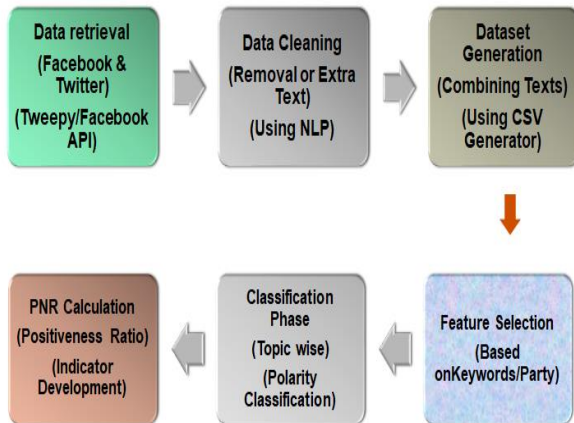 Data retrieval
(Facebook &
Twitter)
(Tweepy/Facebook
API)
Data Cleaning
(Removal or Extra
Text)
(Using NLP)
Dataset
Generation
(Combining Texts)
(Using CSV
Generator)
Feature Selection
(Based
onKeywords/Party)
Classification
Phase
(Topic wise)
(Polarity
Classification)
PNR Calculation
(Positiveness Ratio)
(Indicator
Development)